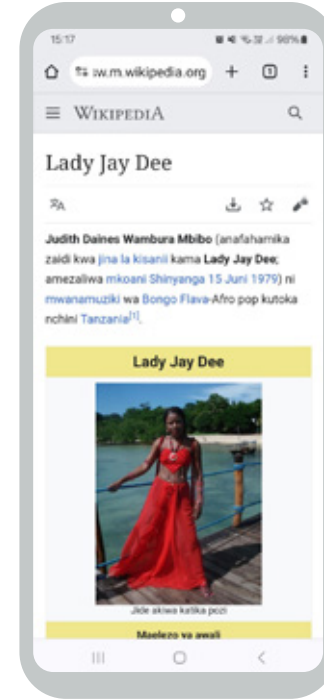 15:17
98%
sw.m.wikipedia.org
1
WIKIPEDIA
Lady Jay Dee
Judith Daines Wambura Mbibo (anafahamika
zaidi kwa jina la kisanii kama Lady Jay Dee;
amezaliwa mkoani Shinyanga 15 Juni 1979) ni
mwanamuziki wa Bongo Flava-Afro pop kutoka
nchini Tanzania[1].
Lady Jay Dee
Jide akiwa katika pozi
Maelezo ya awali